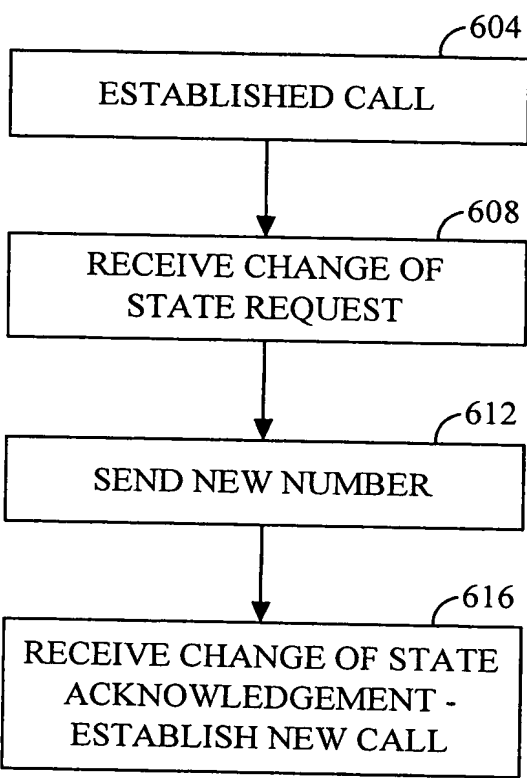 604
ESTABLISHED CALL
608
RECEIVE CHANGE OF
STATE REQUEST
612
SEND NEW NUMBER
616
RECEIVE CHANGE OF STATE
ACKNOWLEDGEMENT -
ESTABLISH NEW CALL